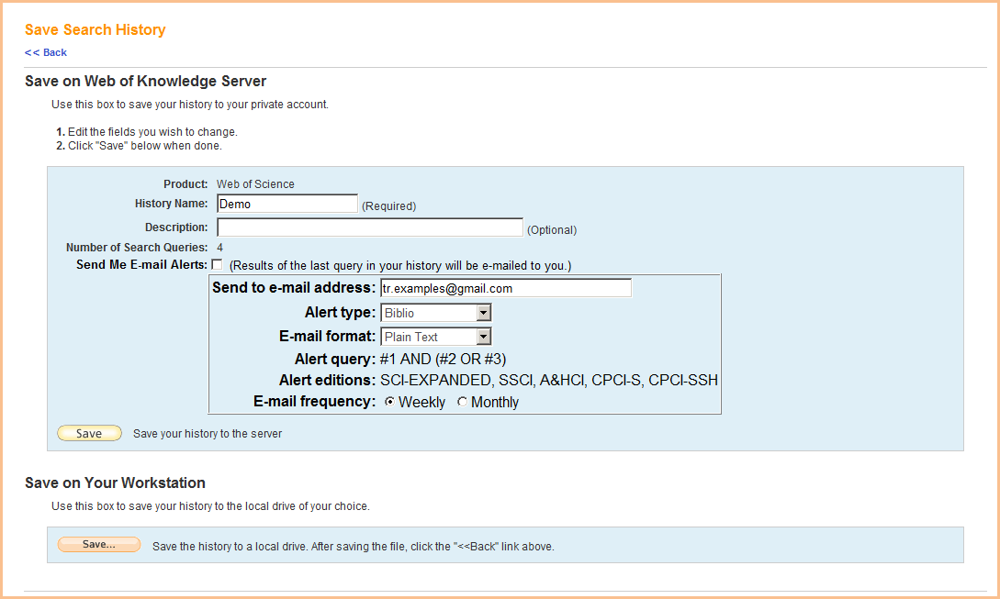 Save Search History
<< Back
Save on Web of Knowledge Server
Use this box to save your history to your private account.
1. Edit the fields you wish to change.
2. Click "Save" below when done.
Product: Web of Science
History Name: Demo (Required)
Description: (Optional)
Number of Search Queries: 4
Send Me E-mail Alerts: (Results of the last query in your history will be e-mailed to you.)
Send to e-mail address: tr.examples@gmail.com
Alert type: Biblio
E-mail format: Plain Text
Alert query: #1 AND (#2 OR #3)
Alert editions: SCI-EXPANDED, SSCI, A&HCI, CPCI-S, CPCI-SSH
E-mail frequency: Weekly Monthly
Save Save your history to the server
Save on Your Workstation
Use this box to save your history to the local drive of your choice.
Save... Save the history to a local drive. After saving the file, click the "<<Back" link above.